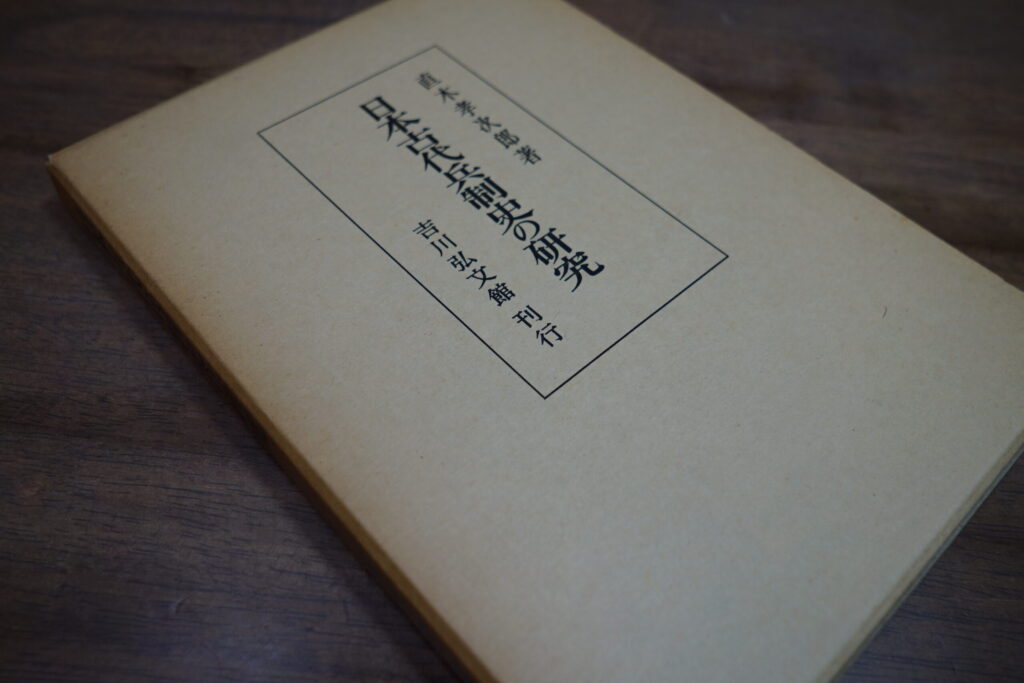 直木孝次郎著
日本古代兵制史の研究
吉川弘文館 刊行